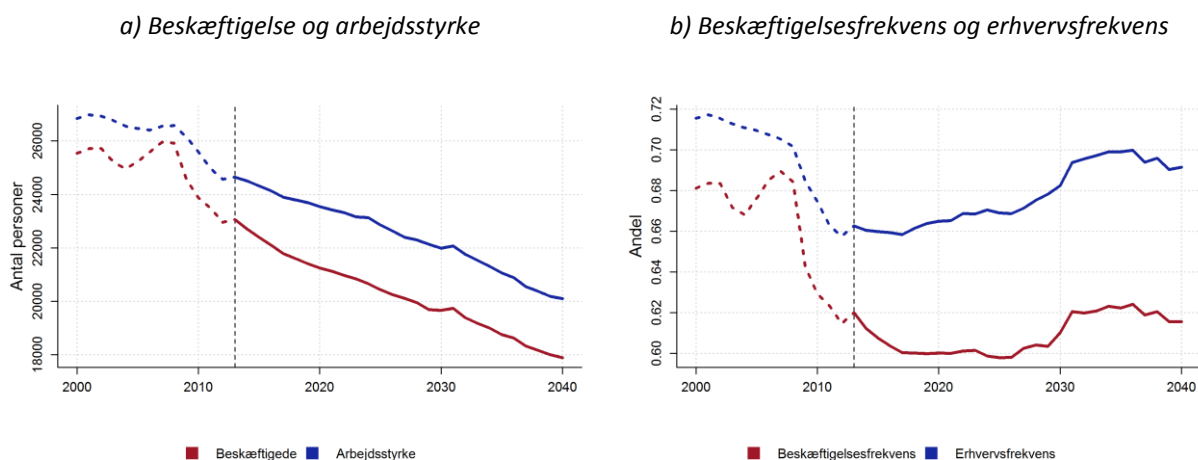 a) Beskæftigelse og arbejdsstyrke
b) Beskæftigelsesfrekvens og erhvervsfrekvens
Antal personer
26000
24000
22000
20000
18000
2000
2010
2020
2030
2040
Beskæftigede
Arbejdsstyrke
Andel
0.72
0.70
0.68
0.66
0.64
0.62
0.60
2000
2010
2020
2030
2040
Beskæftigelsesfrekvens
Erhvervsfrekvens